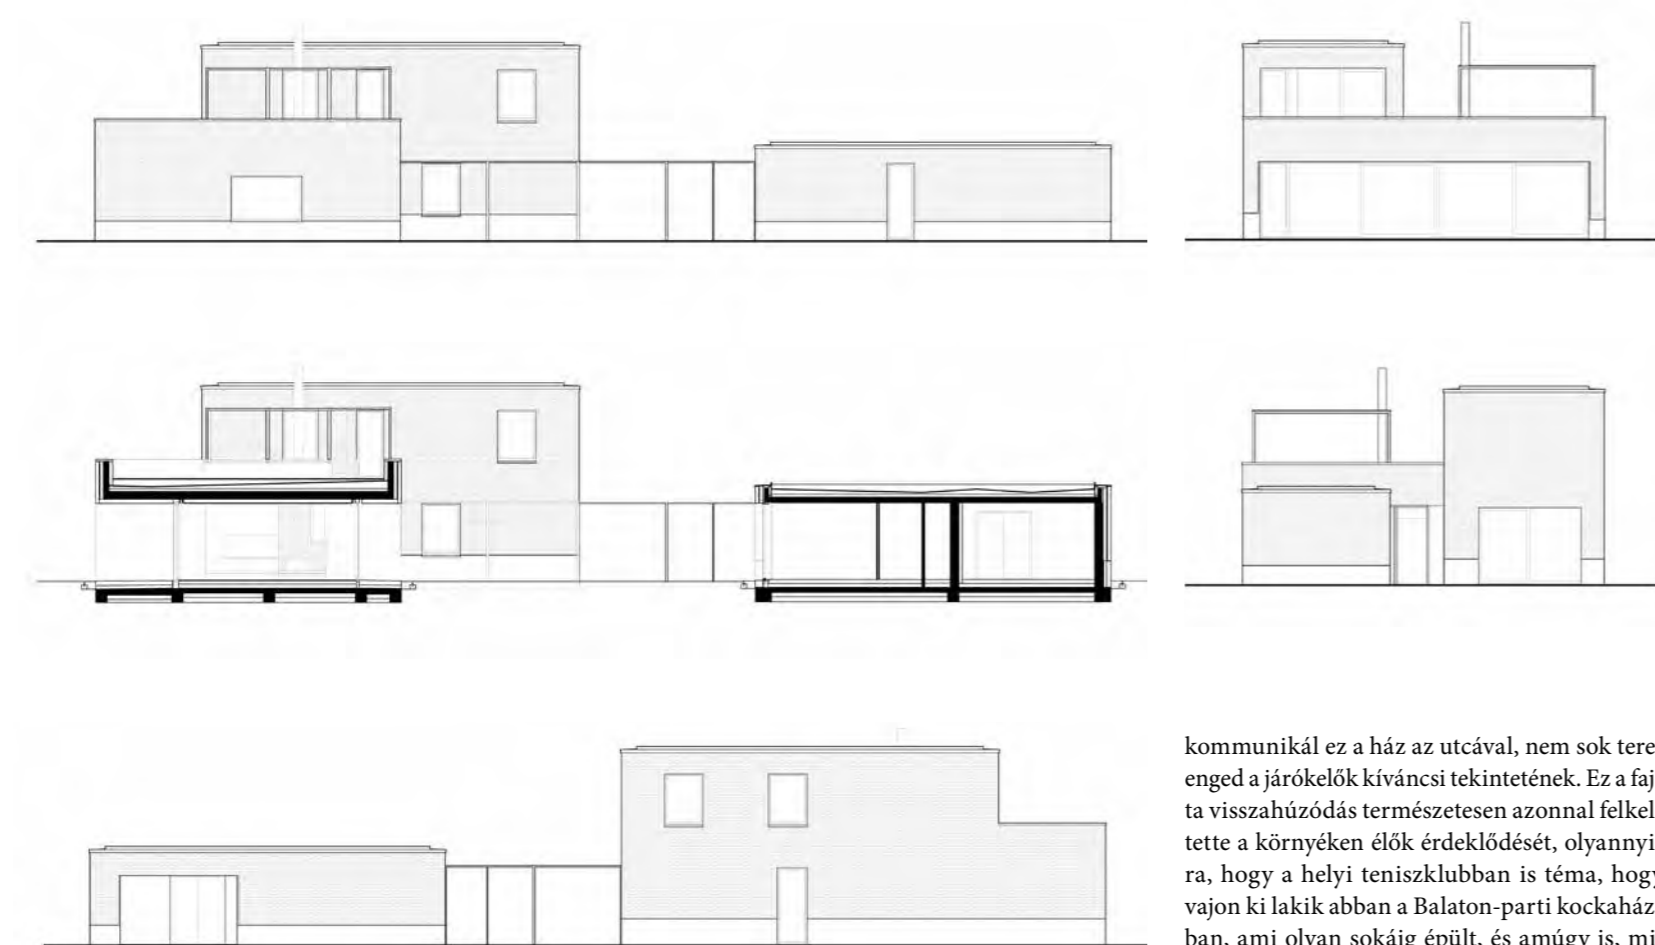 kommunikál ez a ház az utcával, nem sok tere
enged a járókelők kíváncsi tekintetének. Ez a faj
ta visszahúzódás természetesen azonnal felkel
tette a környéken élők érdeklődését, olyannyi
ra, hogy a helyi teniszklubban is téma, hogy
vajon ki lakik abban a Balaton-parti kockaház
ban, ami olyan sokáig épült, és amúgy is, mi